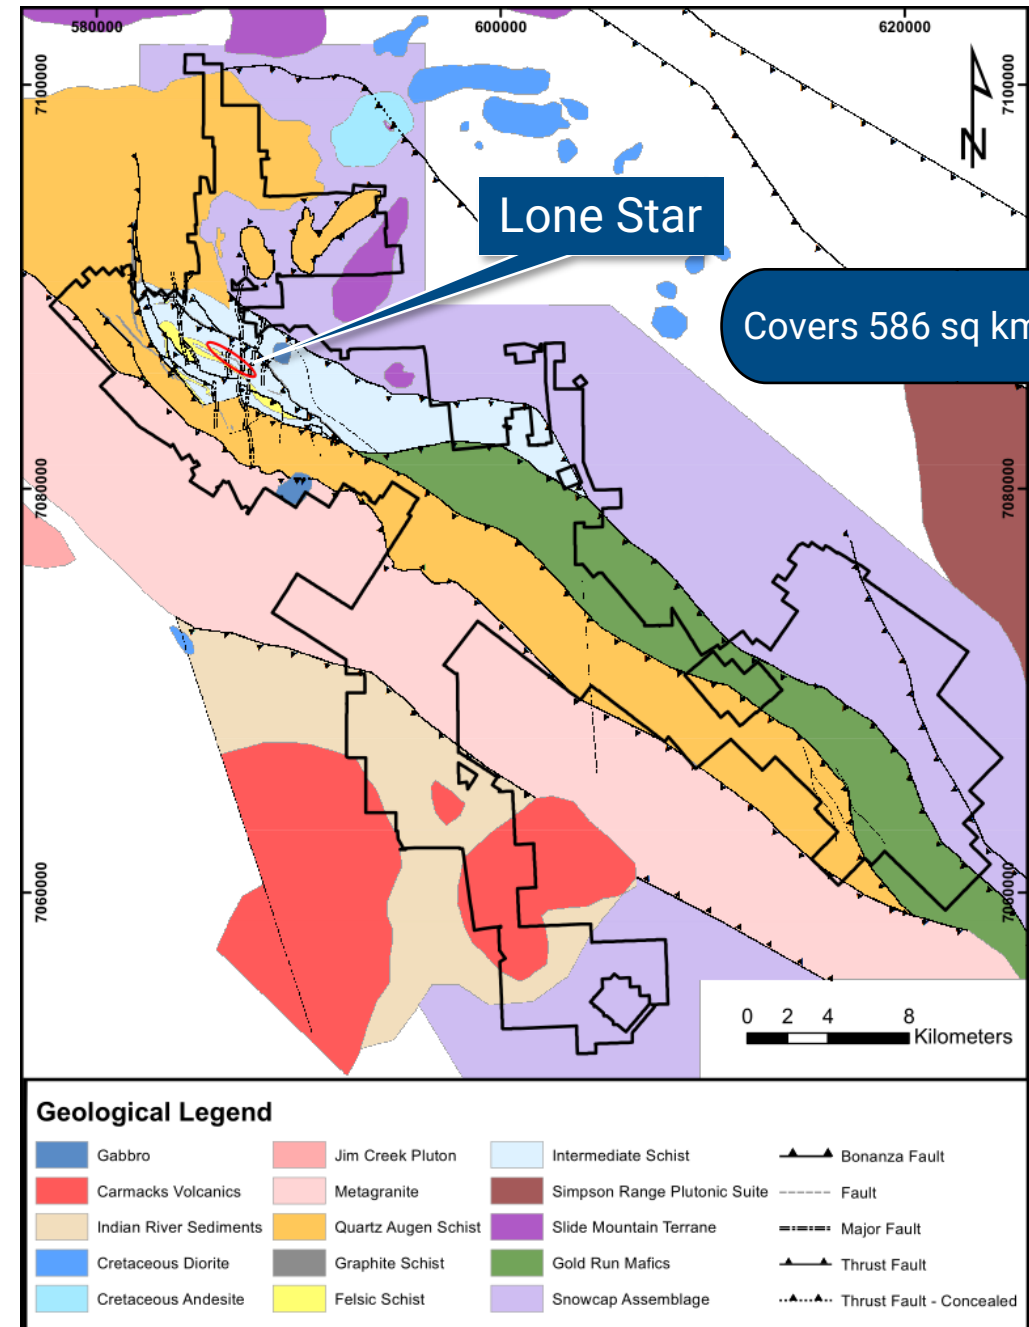 580000
600000
620000
7100000
7100000
N
Lone Star
Covers 586 sq km
7080000
7080000
7060000
7060000
0 2 4 8
Kilometers
Geological Legend
Gabbro
Carmacks Volcanics
Indian River Sediments
Cretaceous Diorite
Cretaceous Andesite
Jim Creek Pluton
Metagranite
Quartz Augen Schist
Graphite Schist
Felsic Schist
Intermediate Schist
Simpson Range Plutonic Suite
Slide Mountain Terrane
Gold Run Mafics
Snowcap Assemblage
Bonanza Fault
Fault
Major Fault
Thrust Fault
Thrust Fault - Concealed